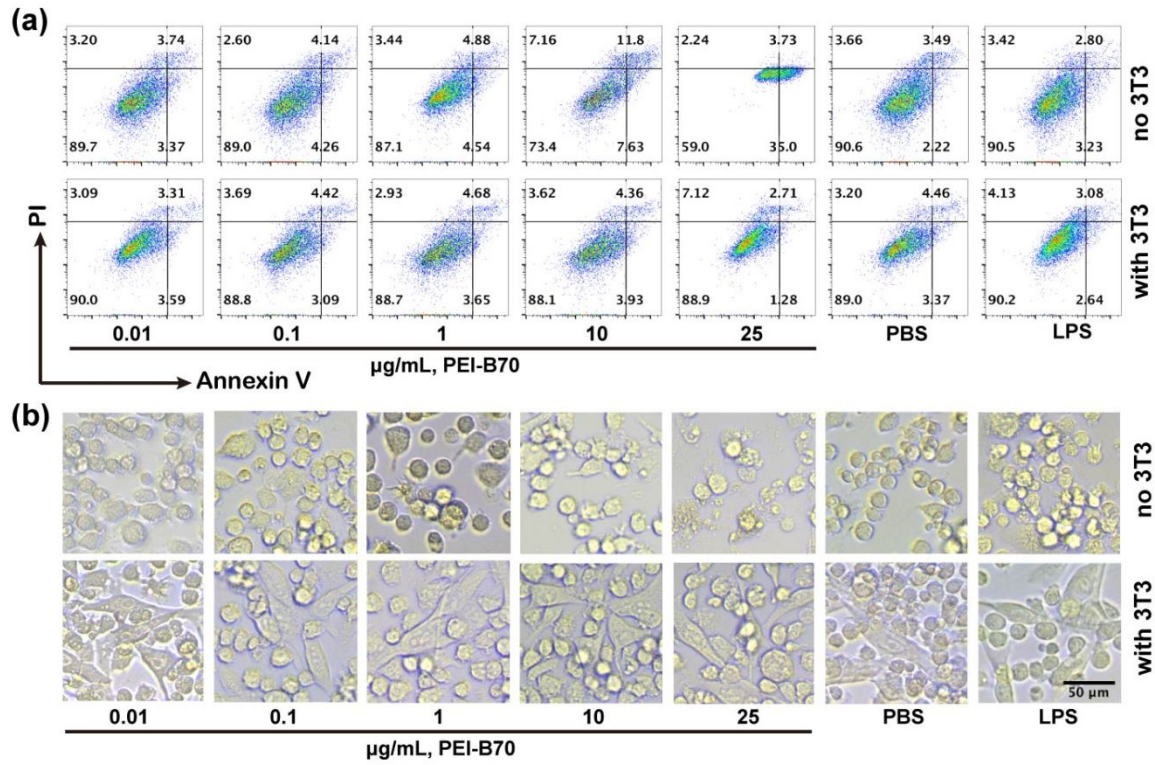 (a)
3.20 3.74 2.60 4.14 3.44 4.88 7.16 11.8 2.24 3.73 3.66 3.49 3.42 2.80
89.7 3.37 89.0 4.26 87.1 4.54 73.4 7.63 59.0 35.0 90.6 2.22 90.5 3.23
no 3T3
3.09 3.31 3.69 4.42 2.93 4.68 3.62 4.36 7.12 2.71 3.20 4.46 4.13 3.08
90.0 3.59 88.8 3.09 88.7 3.65 88.1 3.93 88.9 1.28 89.0 3.37 90.2 2.64
with 3T3
PI
0.01 0.1 1 10 25 PBS LPS
µg/mL, PEI-B70
Annexin V
(b)
no 3T3
with 3T3
50 µm
0.01 0.1 1 10 25 PBS LPS
µg/mL, PEI-B70